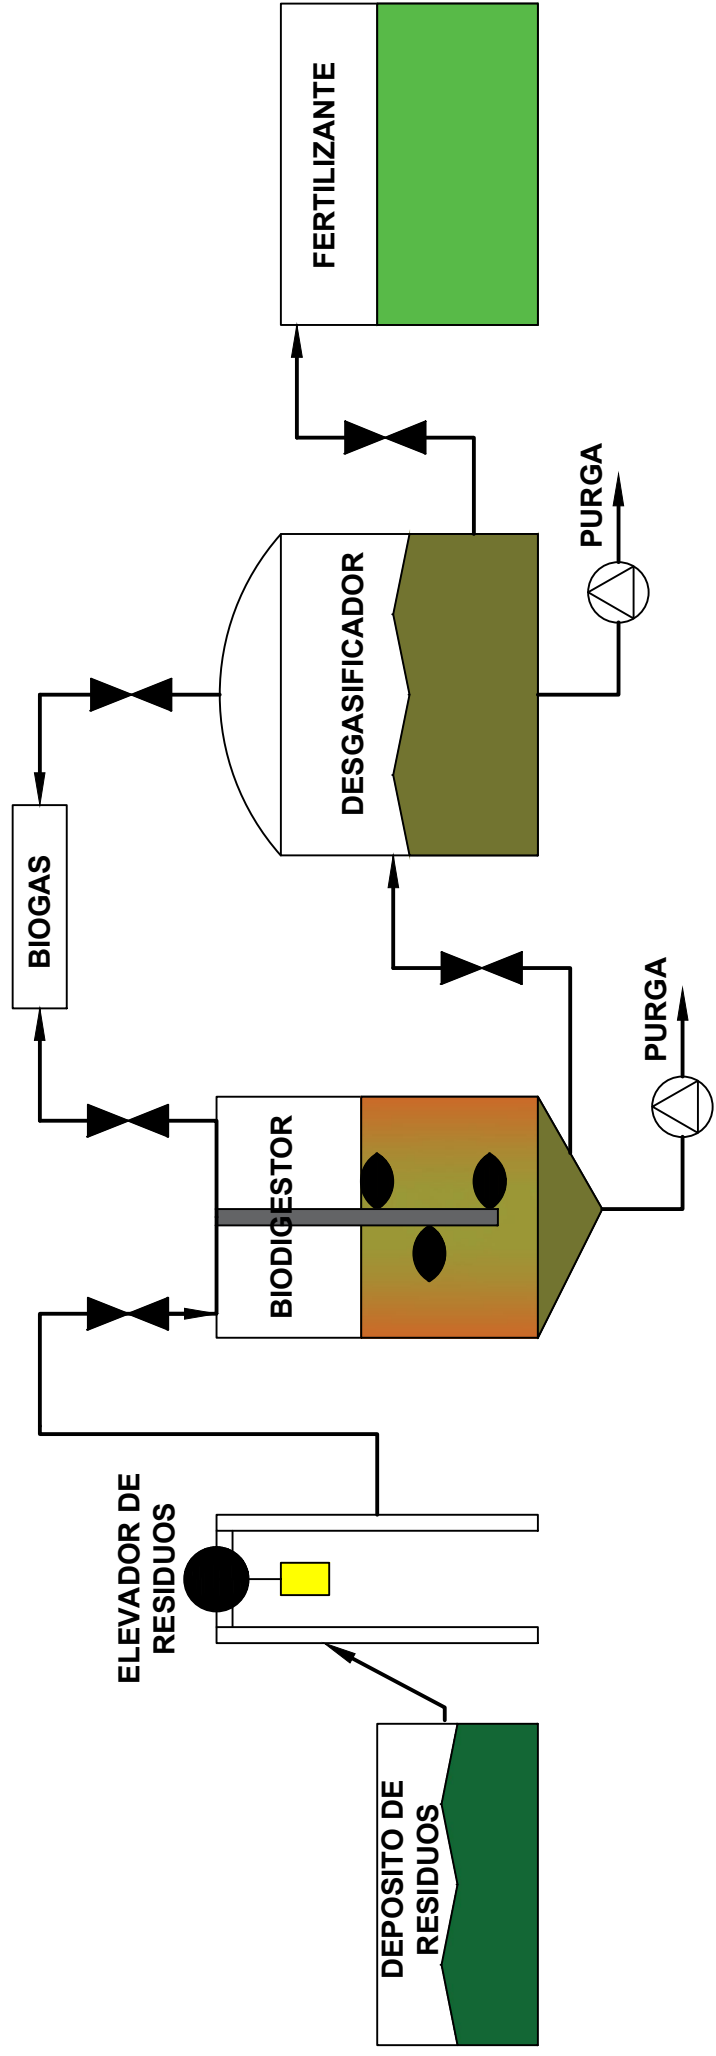 DEPOSITO DE
RESIDUOS
ELEVADOR DE
RESIDUOS
BIODIGESTOR
PURGA
BIOGAS
DESGASIFICADOR
PURGA
FERTILIZANTE